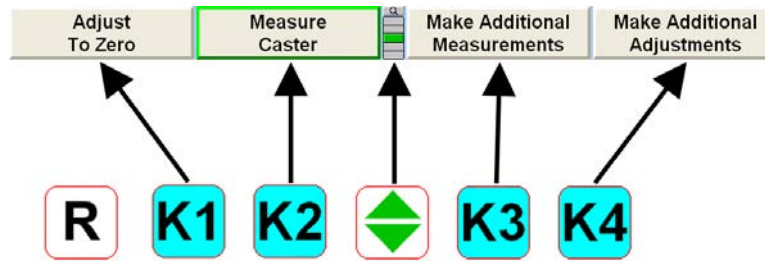 Adjust
To Zero
Measure
Caster
Make Additional
Measurements
Make Additional
Adjustments
R
K1
K2
K3
K4